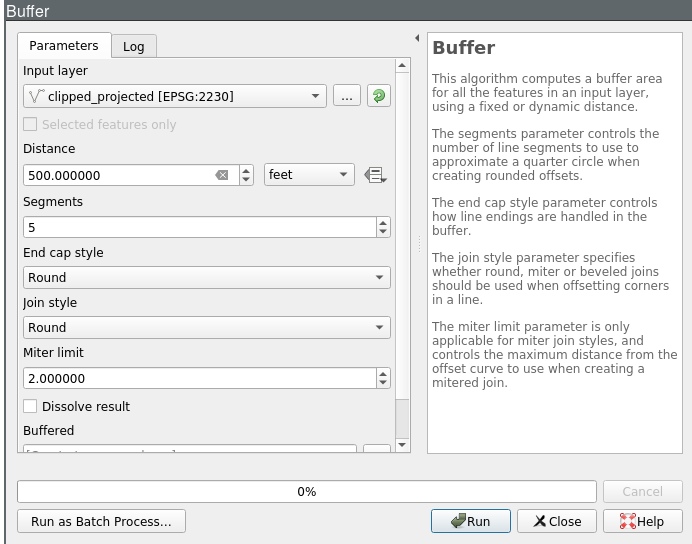 Buffer
Parameters
Log
Input layer
clipped_projected [EPSG:2230]
...
Selected features only
Distance
500.000000
feet
Segments
5
End cap style
Round
Join style
Round
Miter limit
2.000000
Dissolve result
Buffered
Buffer
This algorithm computes a buffer area
for all the features in an input layer,
using a fixed or dynamic distance.
The segments parameter controls the
number of line segments to use to
approximate a quarter circle when
creating rounded offsets.
The end cap style parameter controls
how line endings are handled in the
buffer.
The join style parameter specifies
whether round, miter or beveled joins
should be used when offsetting corners
in a line.
The miter limit parameter is only
applicable for miter join styles, and
controls the maximum distance from the
offset curve to use when creating a
mitered join.
0%
Cancel
Run as Batch Process...
Run
Close
Help